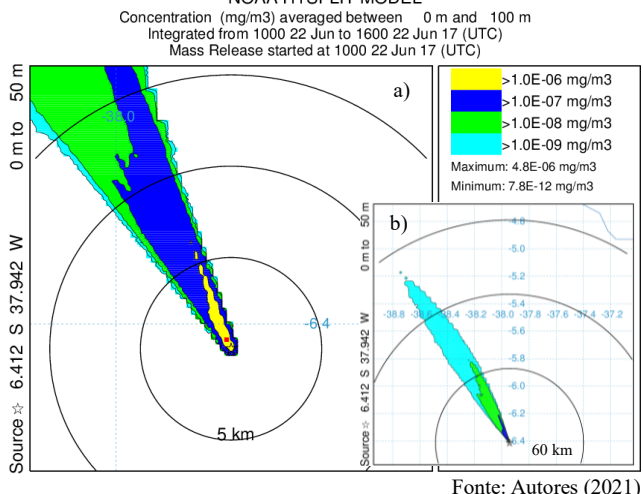 NOAA HYSPLIT MODEL
Concentration (mg/m3) averaged between 0 m and 100 m
Integrated from 1000 22 Jun to 1600 22 Jun 17 (UTC)
Mass Release started at 1000 22 Jun 17 (UTC)
a)
-38.0
-6.4
5 km
Source ☆ 6.412 S 37.942 W 0 m to 50 m
>1.0E-06 mg/m3
>1.0E-07 mg/m3
>1.0E-08 mg/m3
>1.0E-09 mg/m3
Maximum: 4.8E-06 mg/m3
Minimum: 7.8E-12 mg/m3
b)
Source ☆ 6.412 S 37.942 W 0 m to 50 m
-4.8
-5.0
-5.2
-5.4
-38.8 -38.6 -38.4 -38.2 -38.0 -37.8 -37.6 -37.4 -37.2
-5.6
-5.8
-6.0
-6.2
-6.4
60 km
Fonte: Autores (2021)